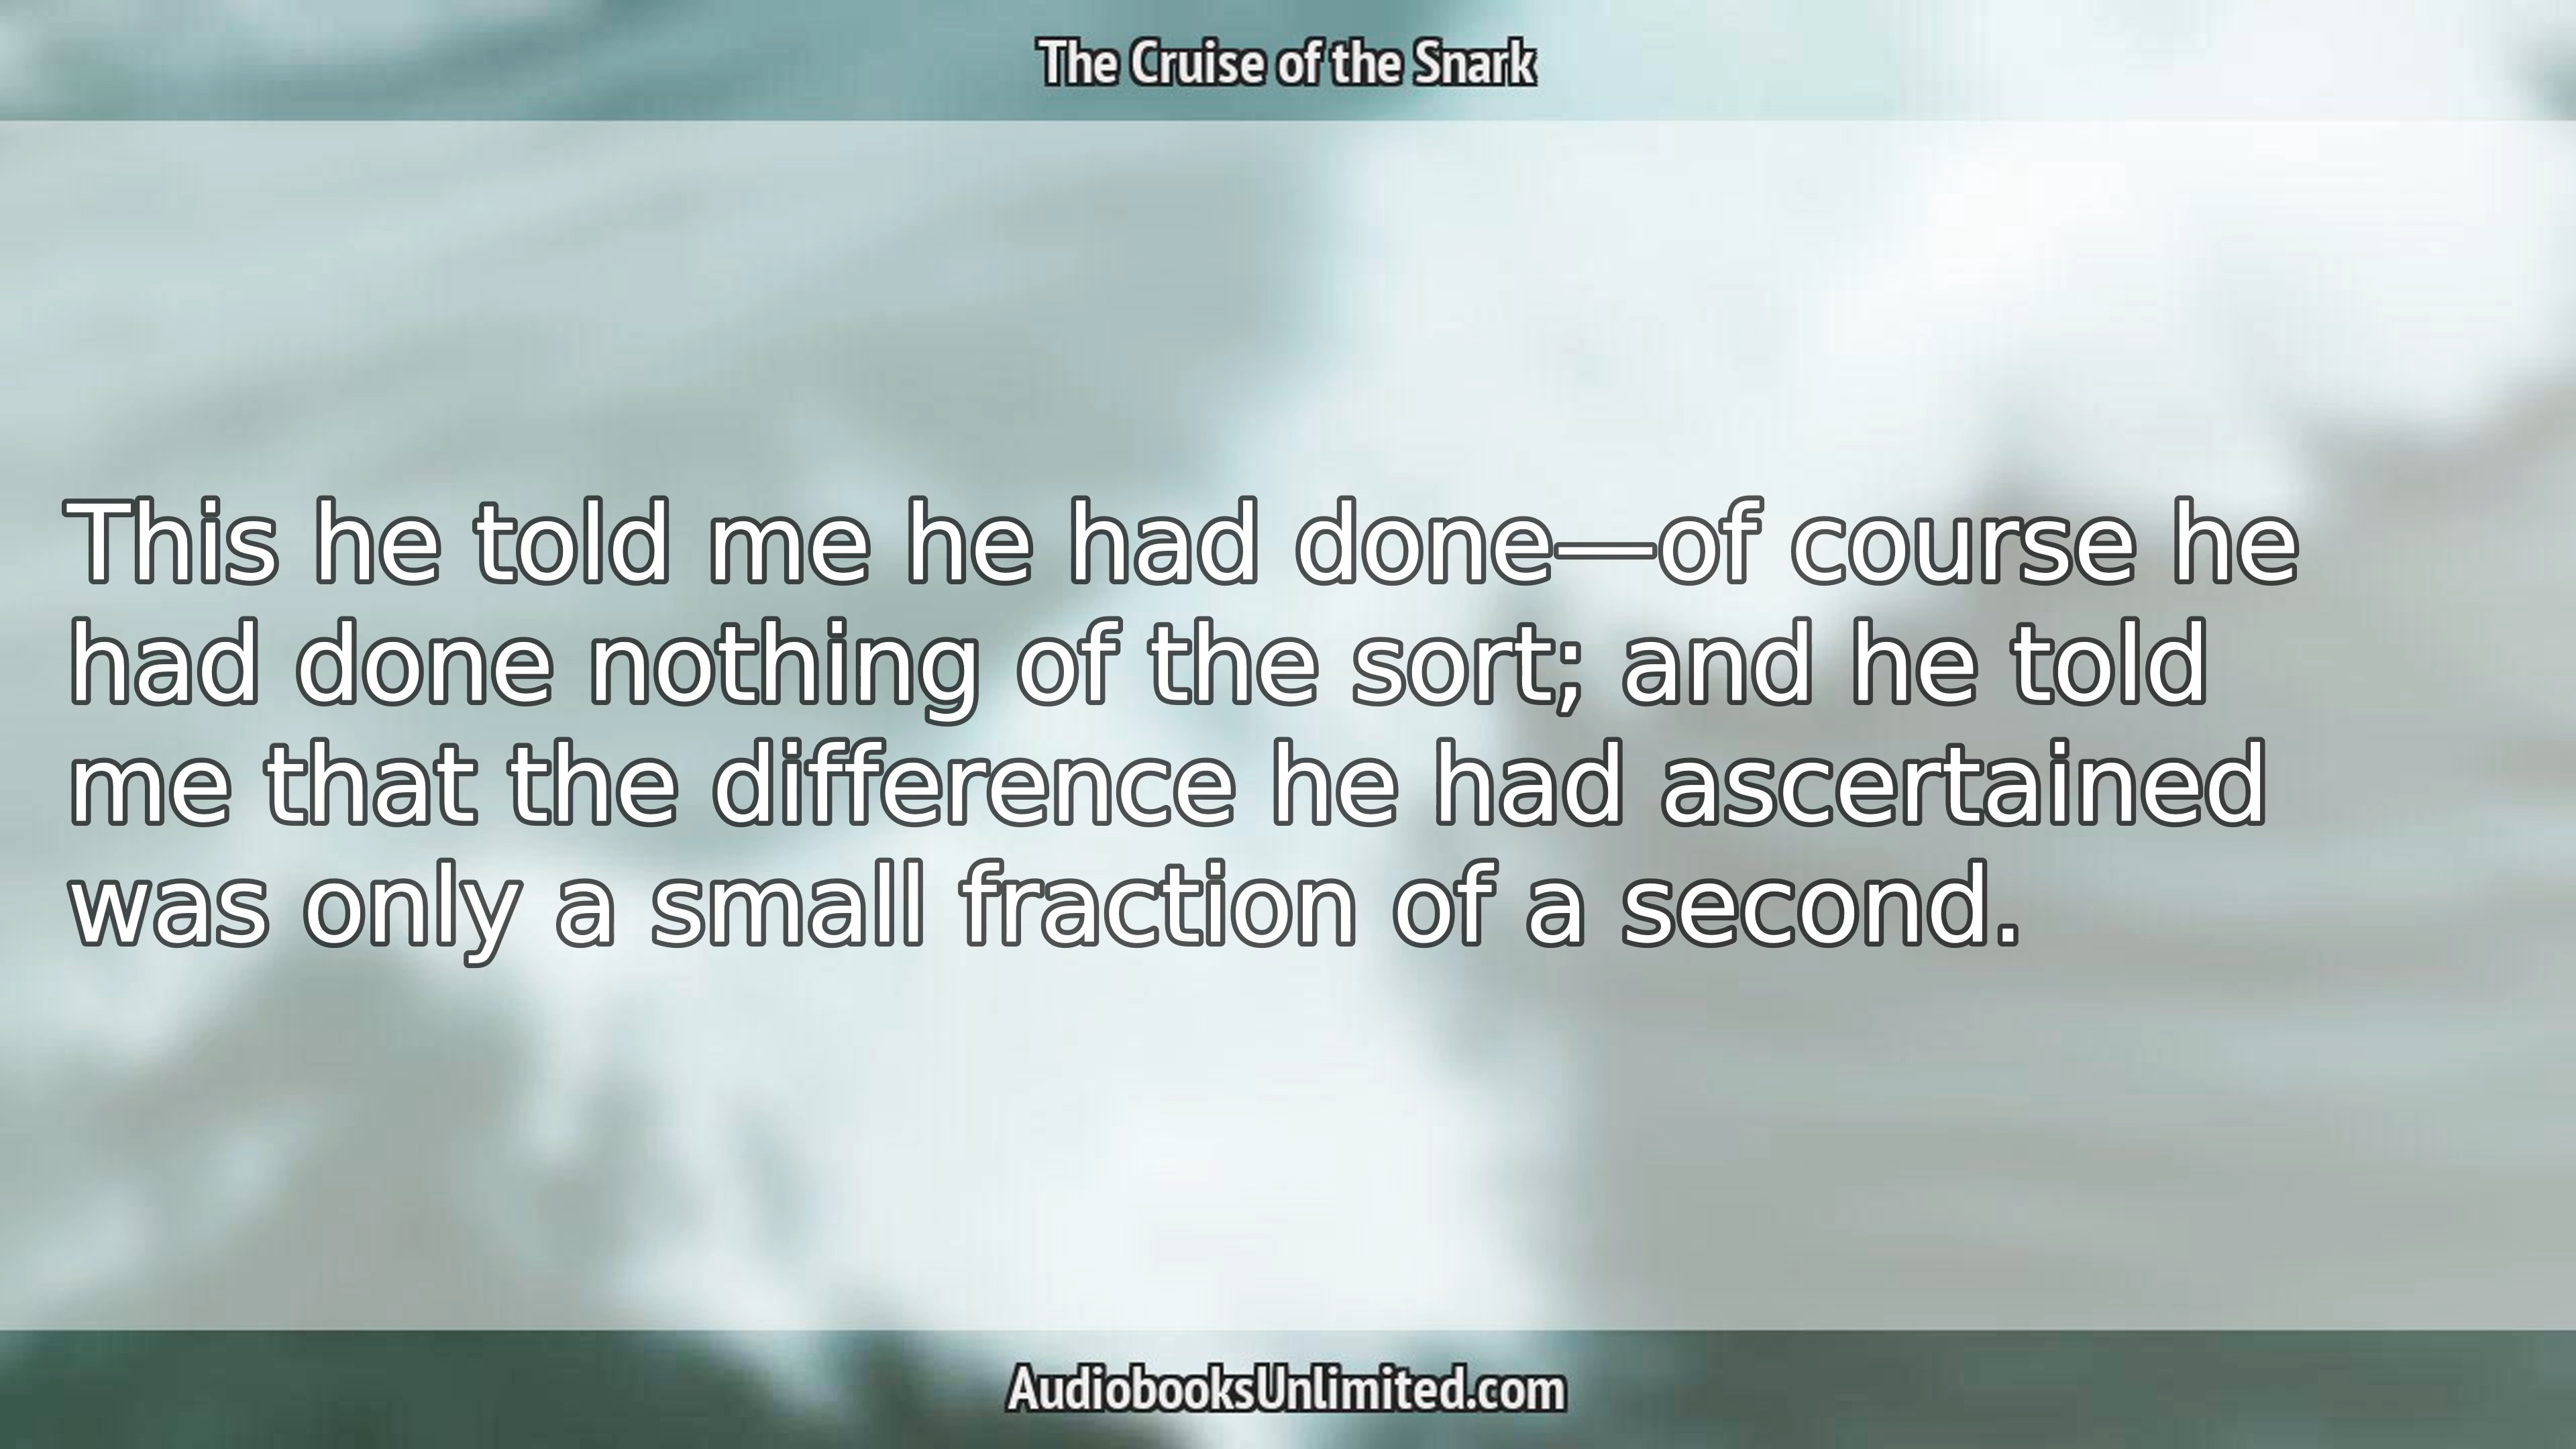 The Cruise of the Snark
This he told me he had done—of course he
had done nothing of the sort; and he told
me that the difference he had ascertained
was only a small fraction of a second.
AudiobooksUnlimited.com